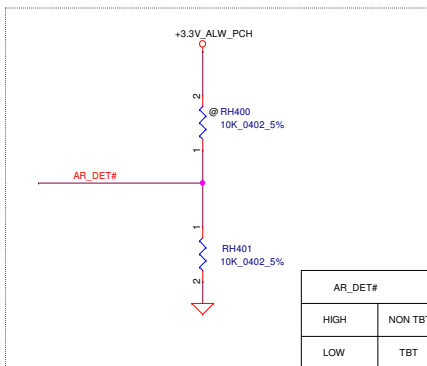 +3.3V_ALW_PCH
2
@ RH400
10K_0402_5%
1
AR_DET#
1
RH401
10K_0402_5%
2
AR_DET#
HIGH NON TBT
LOW TBT